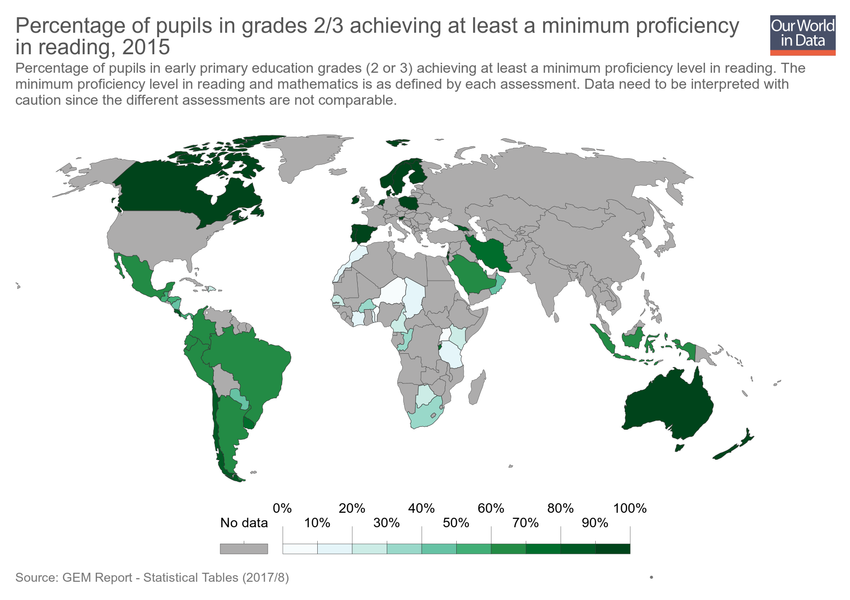 Percentage of pupils in grades 2/3 achieving at least a minimum proficiency
in reading, 2015
Our World
in Data
Percentage of pupils in early primary education grades (2 or 3) achieving at least a minimum proficiency level in reading. The
minimum proficiency level in reading and mathematics is as defined by each assessment. Data need to be interpreted with
caution since the different assessments are not comparable.
0% 20% 40% 60% 80% 100%
No data 10% 30% 50% 70% 90%
Source: GEM Report - Statistical Tables (2017/8) •